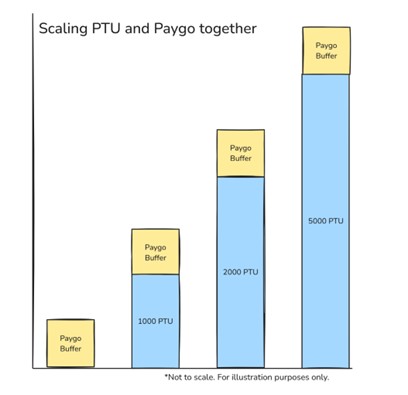 Scaling PTU and Paygo together
Paygo
Buffer
Paygo
Buffer
1000 PTU
Paygo
Buffer
2000 PTU
Paygo
Buffer
5000 PTU
*Not to scale. For illustration purposes only.